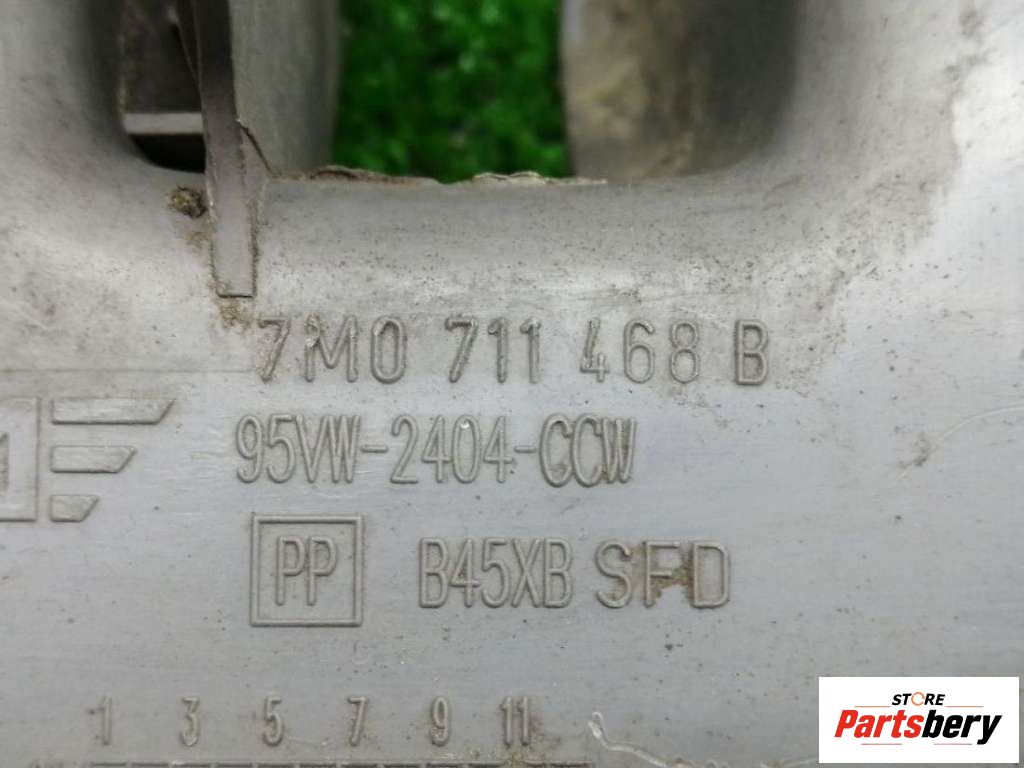 7M0 711 468 B
95VW-2404-CCW
PP B45XB SFD
1 3 5 7 9 11
STORE
Partsbery